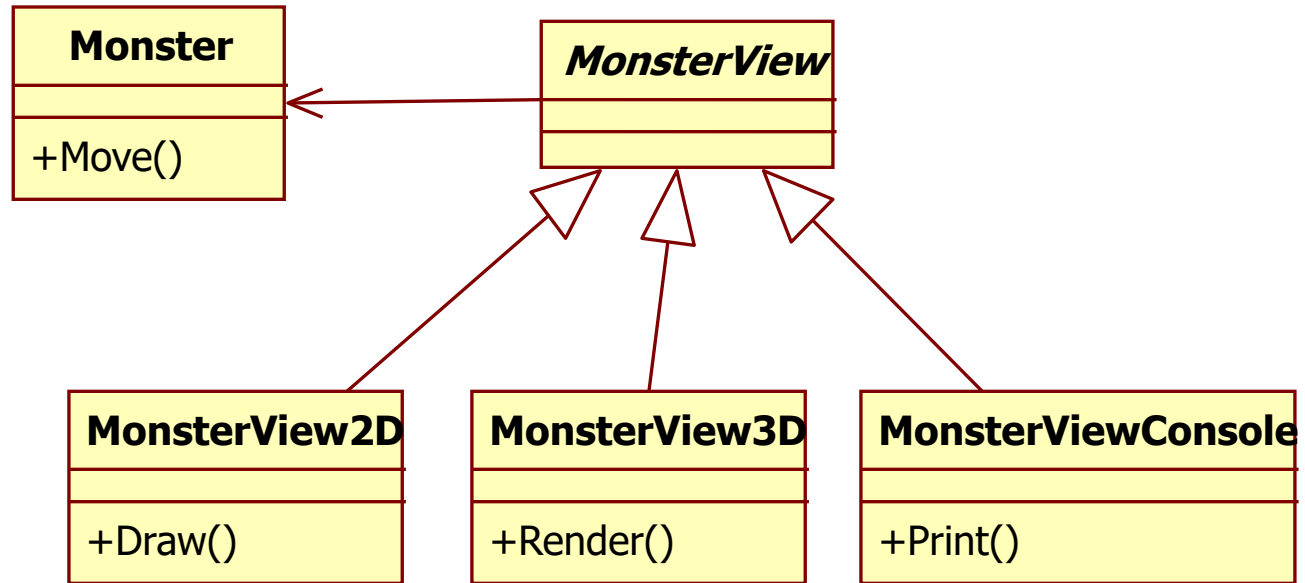 Monster
+Move()
MonsterView
MonsterView2D
+Draw()
MonsterView3D
+Render()
MonsterViewConsole
+Print()